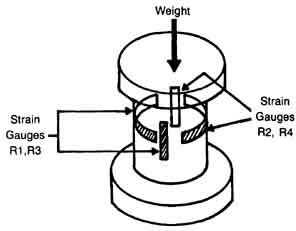 Weight
Strain
Gauges
R1,R3
Strain
Gauges
R2, R4